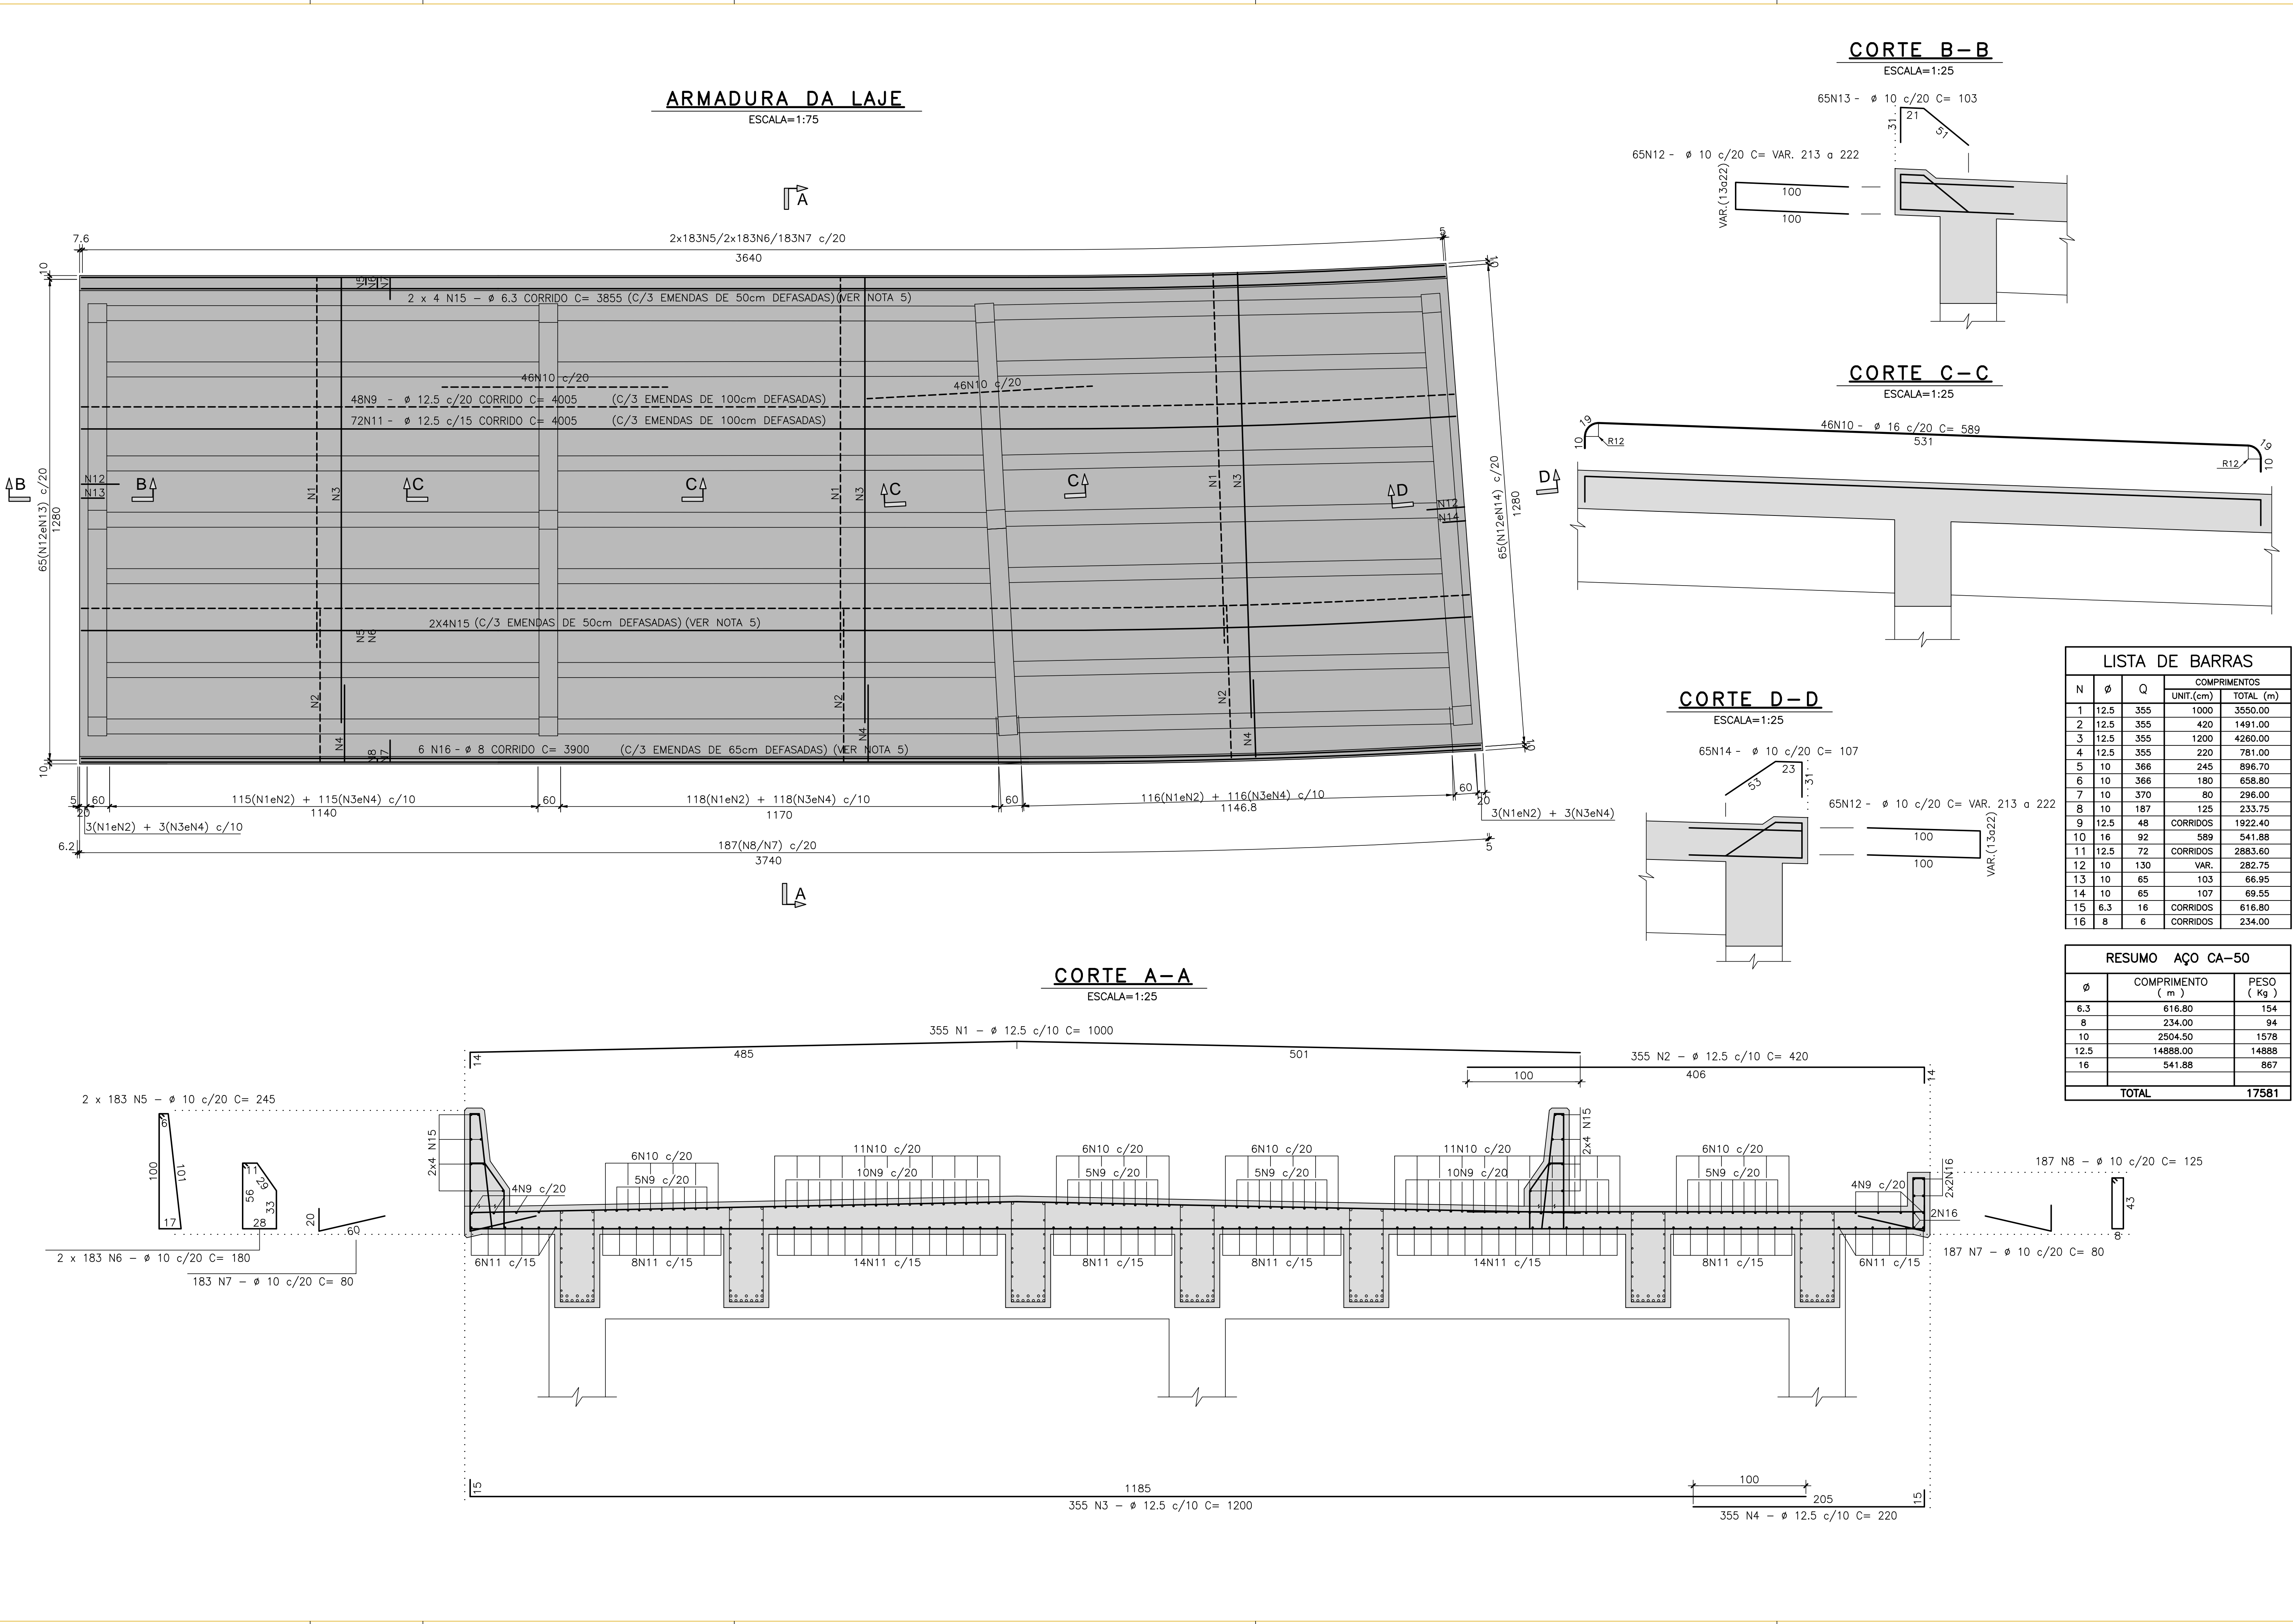 ARMADURA DA LAJE
ESCALA=1:75
A
7.6
2x183N5/2x183N6/183N7 c/20
3640
5
10
10
N5
N6
N7
2 x 4 N15 - ø 6.3 CORRIDO C= 3855 (C/3 EMENDAS DE 50cm DEFASADAS)(VER NOTA 5)
46N10 c/20
46N10 c/20
48N9 - ø 12.5 c/20 CORRIDO C= 4005 (C/3 EMENDAS DE 100cm DEFASADAS)
72N11 - ø 12.5 c/15 CORRIDO C= 4005 (C/3 EMENDAS DE 100cm DEFASADAS)
65(N12eN13) c/20
1280
B
N12
N13
B
N1
N3
C
C
N1
N3
C
C
N1
N3
D
N12
N14
D
65(N12eN14) c/20
1280
2X4N15 (C/3 EMENDAS DE 50cm DEFASADAS)(VER NOTA 5)
N5
N6
N2
N4
N2
N4
N2
N4
N8
N7
6 N16 - ø 8 CORRIDO C= 3900 (C/3 EMENDAS DE 65cm DEFASADAS) (VER NOTA 5)
10
10
5
20
60
115(N1eN2) + 115(N3eN4) c/10
1140
60
118(N1eN2) + 118(N3eN4) c/10
1170
60
116(N1eN2) + 116(N3eN4) c/10
1146.8
60
20
3(N1eN2) + 3(N3eN4) c/10
3(N1eN2) + 3(N3eN4)
6.2
187(N8/N7) c/20
3740
5
A
CORTE B-B
ESCALA=1:25
65N13 - ø 10 c/20 C= 103
31
21
51
65N12 - ø 10 c/20 C= VAR. 213 a 222
VAR.(13a22)
100
100
CORTE C-C
ESCALA=1:25
19
10
R12
46N10 - ø 16 c/20 C= 589
531
19
R12
10
CORTE D-D
ESCALA=1:25
65N14 - ø 10 c/20 C= 107
53
23
31
65N12 - ø 10 c/20 C= VAR. 213 a 222
100
100
VAR.(13a22)
LISTA DE BARRAS
N ø Q COMPRIMENTOS
UNIT.(cm) TOTAL (m)
1 12.5 355 1000 3550.00
2 12.5 355 420 1491.00
3 12.5 355 1200 4260.00
4 12.5 355 220 781.00
5 10 366 245 896.70
6 10 366 180 658.80
7 10 370 80 296.00
8 10 187 125 233.75
9 12.5 48 CORRIDOS 1922.40
10 16 92 589 541.88
11 12.5 72 CORRIDOS 2883.60
12 10 130 VAR. 282.75
13 10 65 103 66.95
14 10 65 107 69.55
15 6.3 16 CORRIDOS 616.80
16 8 6 CORRIDOS 234.00
RESUMO AÇO CA-50
ø COMPRIMENTO PESO
( m ) ( Kg )
6.3 616.80 154
8 234.00 94
10 2504.50 1578
12.5 14888.00 14888
16 541.88 867
TOTAL 17581
CORTE A-A
ESCALA=1:25
355 N1 - ø 12.5 c/10 C= 1000
14
485
501
355 N2 - ø 12.5 c/10 C= 420
100
406
14
2 x 183 N5 - ø 10 c/20 C= 245
100
101
17
11
29
56
33
28
20
60
2 x 183 N6 - ø 10 c/20 C= 180
183 N7 - ø 10 c/20 C= 80
2x4 N15
4N9 c/20
6N10 c/20
5N9 c/20
11N10 c/20
10N9 c/20
6N10 c/20
5N9 c/20
6N10 c/20
5N9 c/20
11N10 c/20
10N9 c/20
2x4 N15
6N10 c/20
5N9 c/20
4N9 c/20
2x2N16
2N16
187 N8 - ø 10 c/20 C= 125
43
8
187 N7 - ø 10 c/20 C= 80
6N11 c/15
8N11 c/15
14N11 c/15
8N11 c/15
8N11 c/15
14N11 c/15
8N11 c/15
6N11 c/15
15
1185
355 N3 - ø 12.5 c/10 C= 1200
100
205
15
355 N4 - ø 12.5 c/10 C= 220